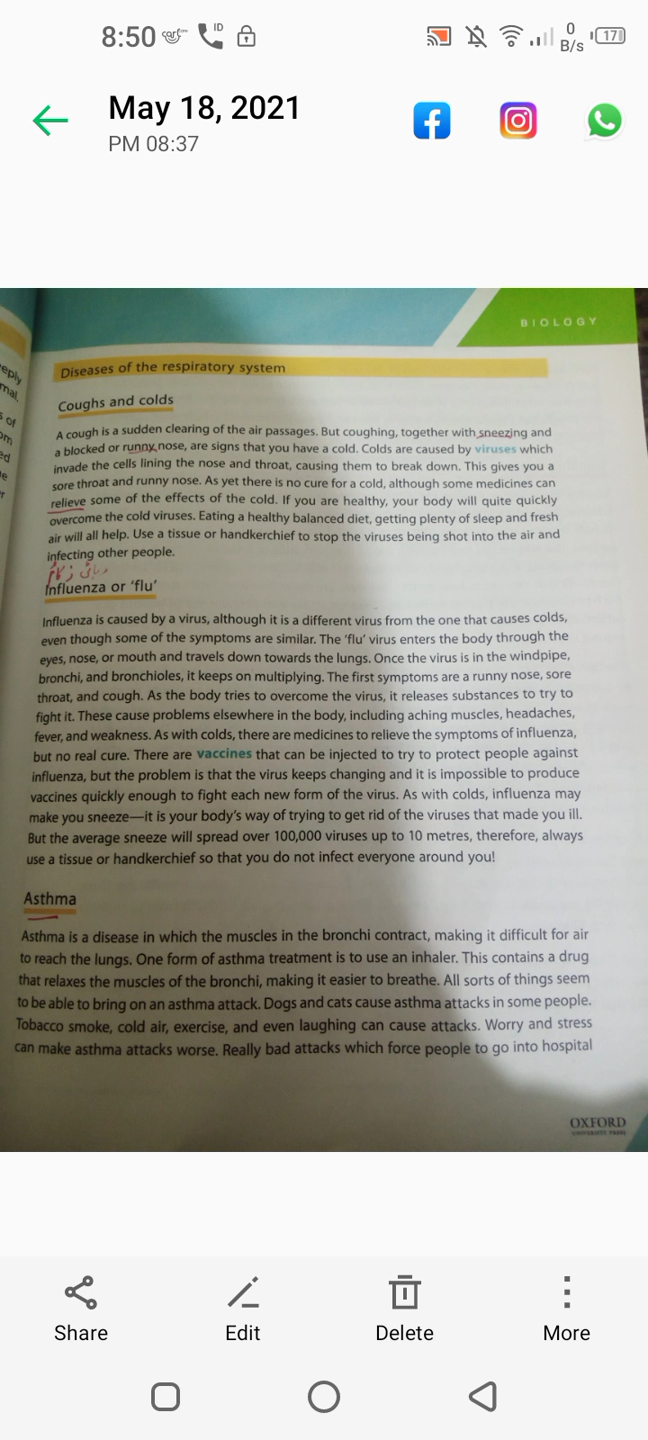 8:50
ID
0
B/s
17
May 18, 2021
PM 08:37
BIOLOGY
eply
mal,
s of
om
ed
he
er
Diseases of the respiratory system
Coughs and colds
A cough is a sudden clearing of the air passages. But coughing, together with sneezing and
a blocked or runny nose, are signs that you have a cold. Colds are caused by viruses which
invade the cells lining the nose and throat, causing them to break down. This gives you a
sore throat and runny nose. As yet there is no cure for a cold, although some medicines can
relieve some of the effects of the cold. If you are healthy, your body will quite quickly
overcome the cold viruses. Eating a healthy balanced diet, getting plenty of sleep and fresh
air will all help. Use a tissue or handkerchief to stop the viruses being shot into the air and
infecting other people.
وبائی زکام
Influenza or ‘flu’
Influenza is caused by a virus, although it is a different virus from the one that causes colds,
even though some of the symptoms are similar. The ‘flu’ virus enters the body through the
eyes, nose, or mouth and travels down towards the lungs. Once the virus is in the windpipe,
bronchi, and bronchioles, it keeps on multiplying. The first symptoms are a runny nose, sore
throat, and cough. As the body tries to overcome the virus, it releases substances to try to
fight it. These cause problems elsewhere in the body, including aching muscles, headaches,
fever, and weakness. As with colds, there are medicines to relieve the symptoms of influenza,
but no real cure. There are vaccines that can be injected to try to protect people against
influenza, but the problem is that the virus keeps changing and it is impossible to produce
vaccines quickly enough to fight each new form of the virus. As with colds, influenza may
make you sneeze—it is your body’s way of trying to get rid of the viruses that made you ill.
But the average sneeze will spread over 100,000 viruses up to 10 metres, therefore, always
use a tissue or handkerchief so that you do not infect everyone around you!
Asthma
Asthma is a disease in which the muscles in the bronchi contract, making it difficult for air
to reach the lungs. One form of asthma treatment is to use an inhaler. This contains a drug
that relaxes the muscles of the bronchi, making it easier to breathe. All sorts of things seem
to be able to bring on an asthma attack. Dogs and cats cause asthma attacks in some people.
Tobacco smoke, cold air, exercise, and even laughing can cause attacks. Worry and stress
can make asthma attacks worse. Really bad attacks which force people to go into hospital
OXFORD
UNIVERSITY PRESS
Share
Edit
Delete
More